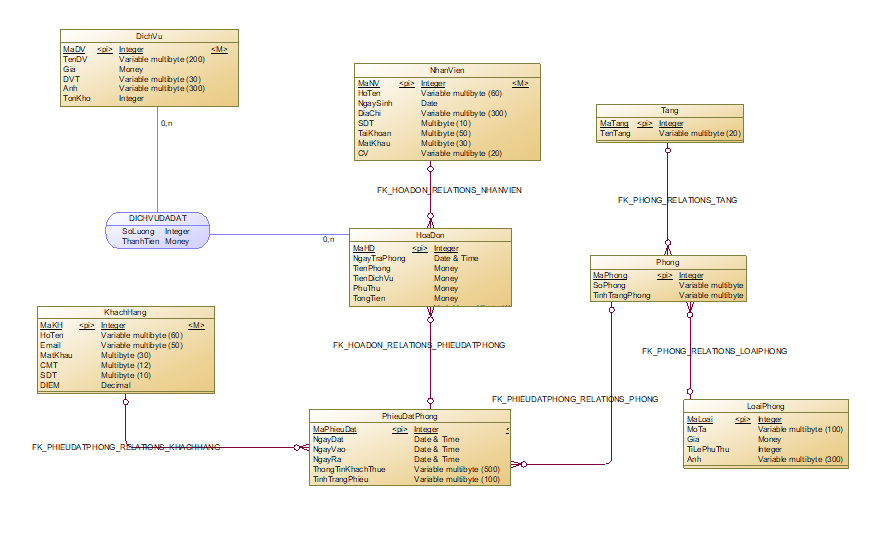 DichVu
MaDV <pi> Integer <M>
TenDV Variable multibyte (200)
Gia Money
DVT Variable multibyte (30)
Anh Variable multibyte (300)
TonKho Integer
0,n
NhanVien
MaNV <pi> Integer <M>
HoTen Variable multibyte (60)
NgaySinh Date
DiaChi Variable multibyte (300)
SDT Multibyte (10)
TaiKhoan Multibyte (50)
MatKhau Multibyte (30)
CV Variable multibyte (20)
Tang
MaTang <pi> Integer
TenTang Variable multibyte (20)
FK_HOADON_RELATIONS_NHANVIEN
FK_PHONG_RELATIONS_TANG
DICHVUDADAT
SoLuong Integer
ThanhTien Money
0,n
HoaDon
MaHD <pi> Integer
NgayTraPhong Date & Time
TienPhong Money
TienDichVu Money
PhuThu Money
TongTien Money
Phong
MaPhong <pi> Integer
SoPhong Variable multibyte
TinhTrangPhong Variable multibyte
KhachHang
MaKH <pi> Integer <M>
HoTen Variable multibyte (60)
Email Variable multibyte (50)
MatKhau Multibyte (30)
CMT Multibyte (12)
SDT Multibyte (10)
DIEM Decimal
FK_HOADON_RELATIONS_PHIEUDATPHONG
FK_PHONG_RELATIONS_LOAIPHONG
FK_PHIEUDATPHONG_RELATIONS_PHONG
FK_PHIEUDATPHONG_RELATIONS_KHACHHANG
PhieuDatPhong
MaPhieuDat <pi> Integer <
NgayDat Date & Time
NgayVao Date & Time
NgayRa Date & Time
ThongTinKhachThue Variable multibyte (500)
TinhTrangPhieu Variable multibyte (100)
LoaiPhong
MaLoai <pi> Integer
MoTa Variable multibyte (100)
Gia Money
TiLePhuThu Integer
Anh Variable multibyte (300)